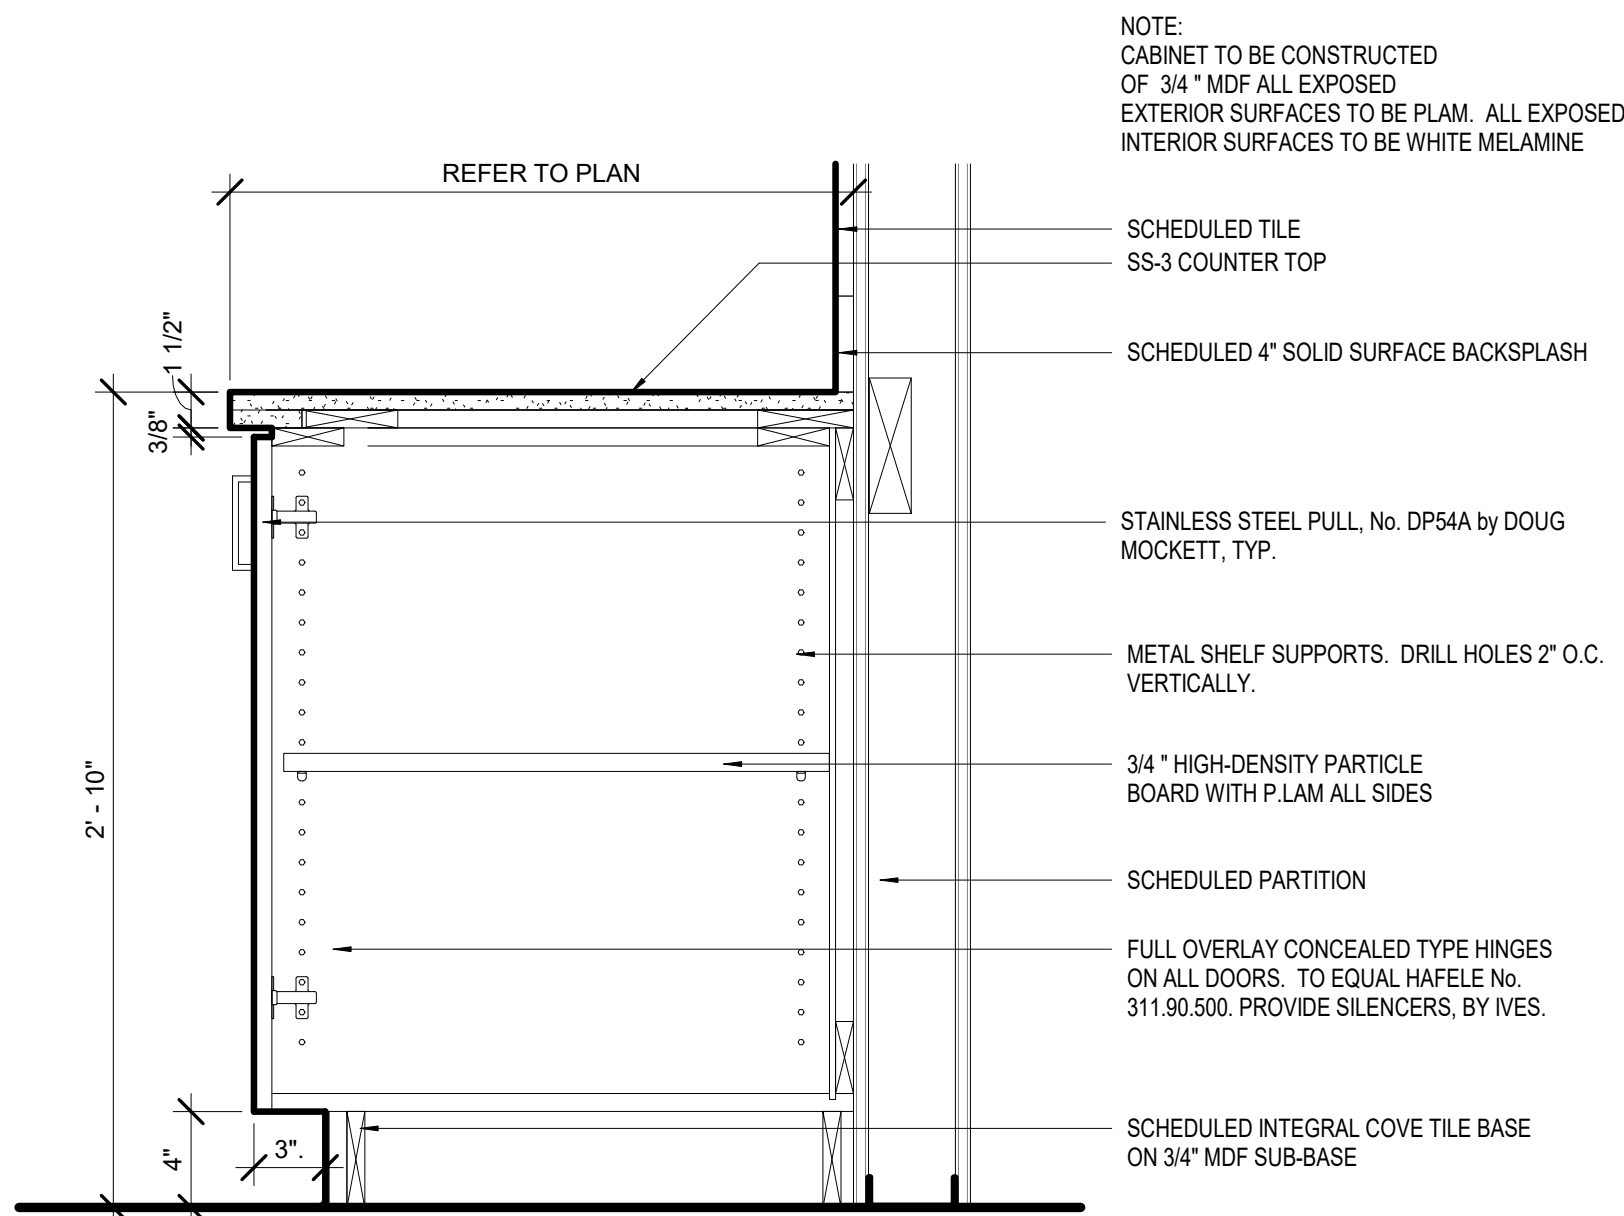 NOTE:
CABINET TO BE CONSTRUCTED
OF 3/4 " MDF ALL EXPOSED
EXTERIOR SURFACES TO BE PLAM. ALL EXPOSED
INTERIOR SURFACES TO BE WHITE MELAMINE
REFER TO PLAN
SCHEDULED TILE
SS-3 COUNTER TOP
1 1/2"
SCHEDULED 4" SOLID SURFACE BACKSPLASH
3/8"
STAINLESS STEEL PULL, No. DP54A by DOUG
MOCKETT, TYP.
METAL SHELF SUPPORTS. DRILL HOLES 2" O.C.
VERTICALLY.
2' - 10"
3/4 " HIGH-DENSITY PARTICLE
BOARD WITH P.LAM ALL SIDES
SCHEDULED PARTITION
FULL OVERLAY CONCEALED TYPE HINGES
ON ALL DOORS. TO EQUAL HAFELE No.
311.90.500. PROVIDE SILENCERS, BY IVES.
4"
3".
SCHEDULED INTEGRAL COVE TILE BASE
ON 3/4" MDF SUB-BASE